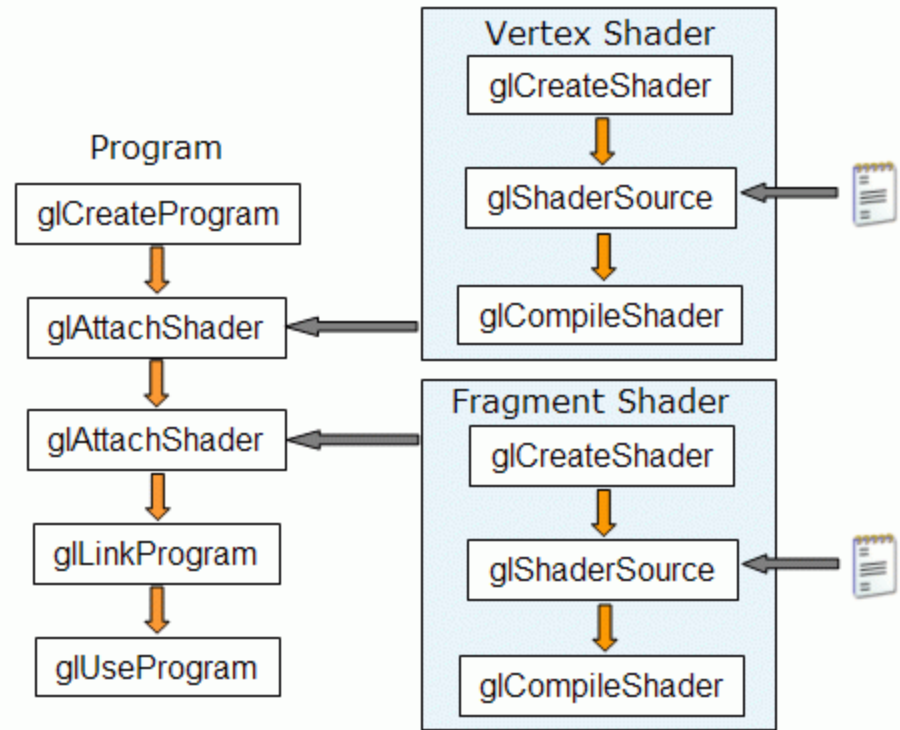 Program
glCreateProgram
glAttachShader
glAttachShader
glLinkProgram
glUseProgram
Vertex Shader
glCreateShader
glShaderSource
glCompileShader
Fragment Shader
glCreateShader
glShaderSource
glCompileShader